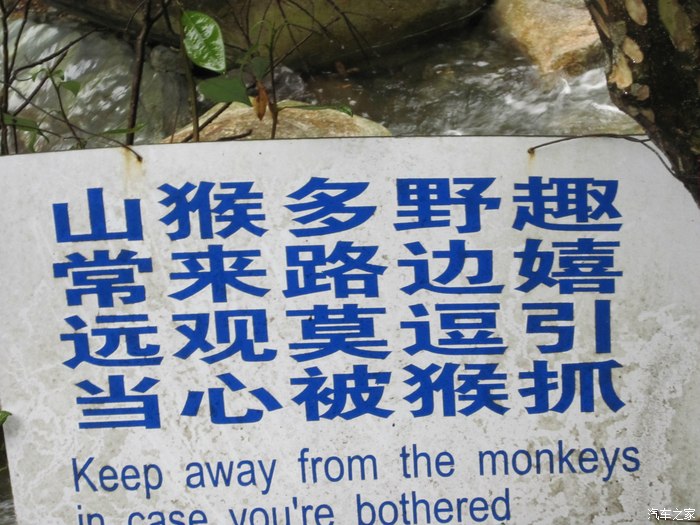 山猴多野趣
常来路边嬉
远观莫逗引
当心被猴抓
Keep away from the monkeys
in case you're bothered
汽车之家